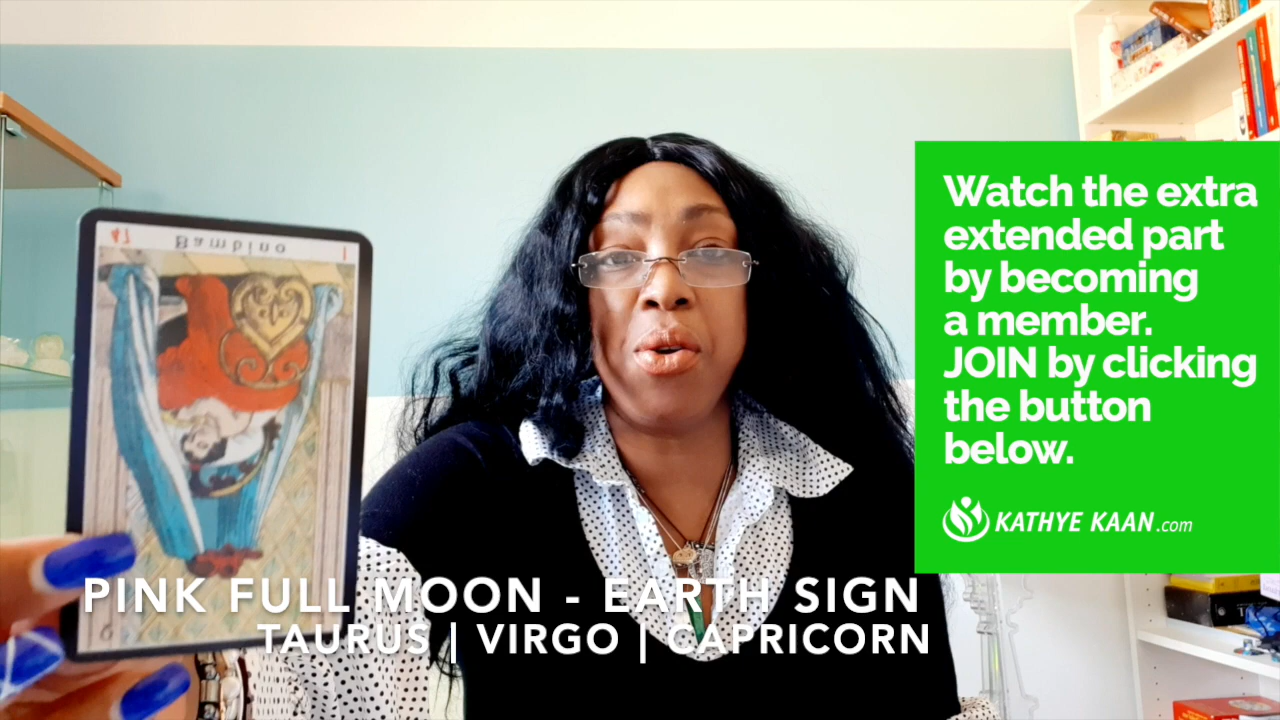 Bambino
Watch the extra
extended part
by becoming
a member.
JOIN by clicking
the button
below.
KATHYE KAAN.com
PINK FULL MOON - EARTH SIGN
TAURUS | VIRGO | CAPRICORN